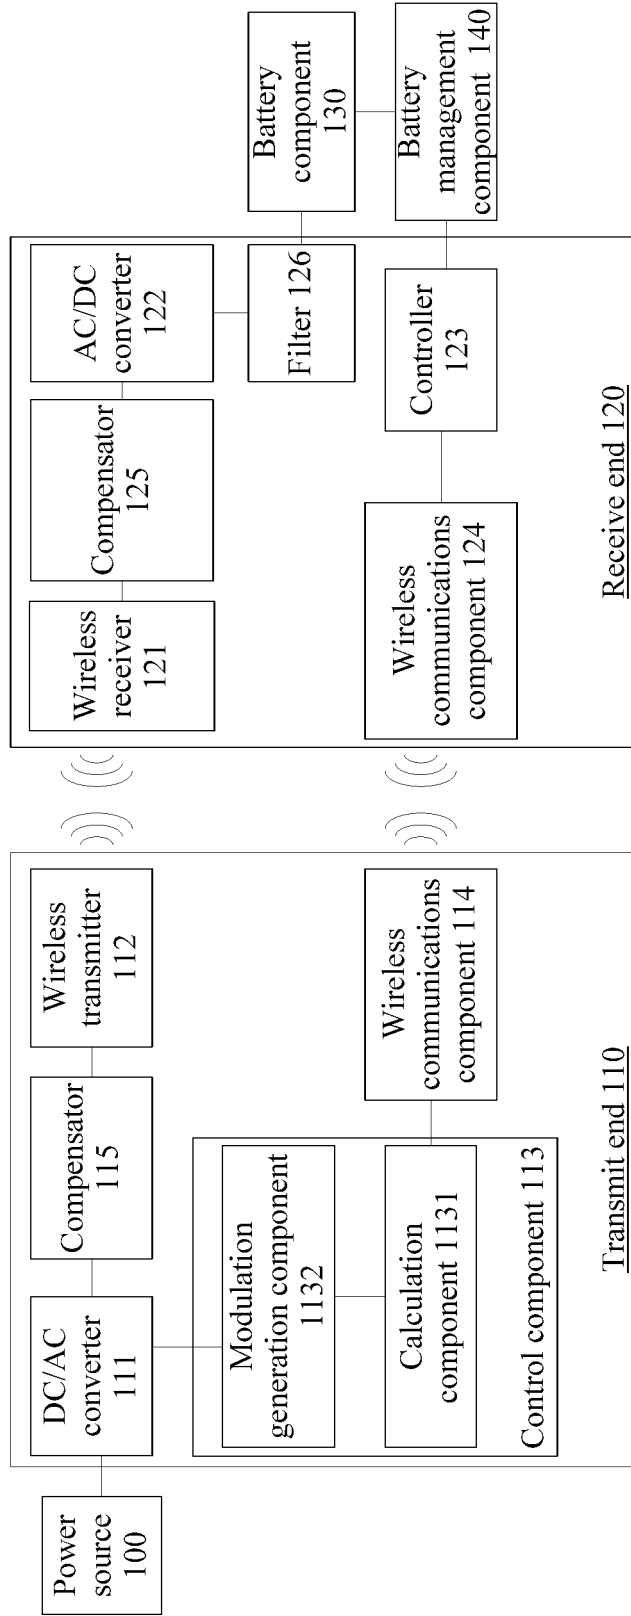 Power
source
100
DC/AC
converter
111
Compensator
115
Wireless
transmitter
112
Modulation
generation component
1132
Calculation
component 1131
Control component 113
Wireless
communications
component 114
Transmit end 110
Wireless
receiver
121
Compensator
125
AC/DC
converter
122
Filter 126
Wireless
communications
component 124
Controller
123
Receive end 120
Battery
component
130
Battery
management
component 140